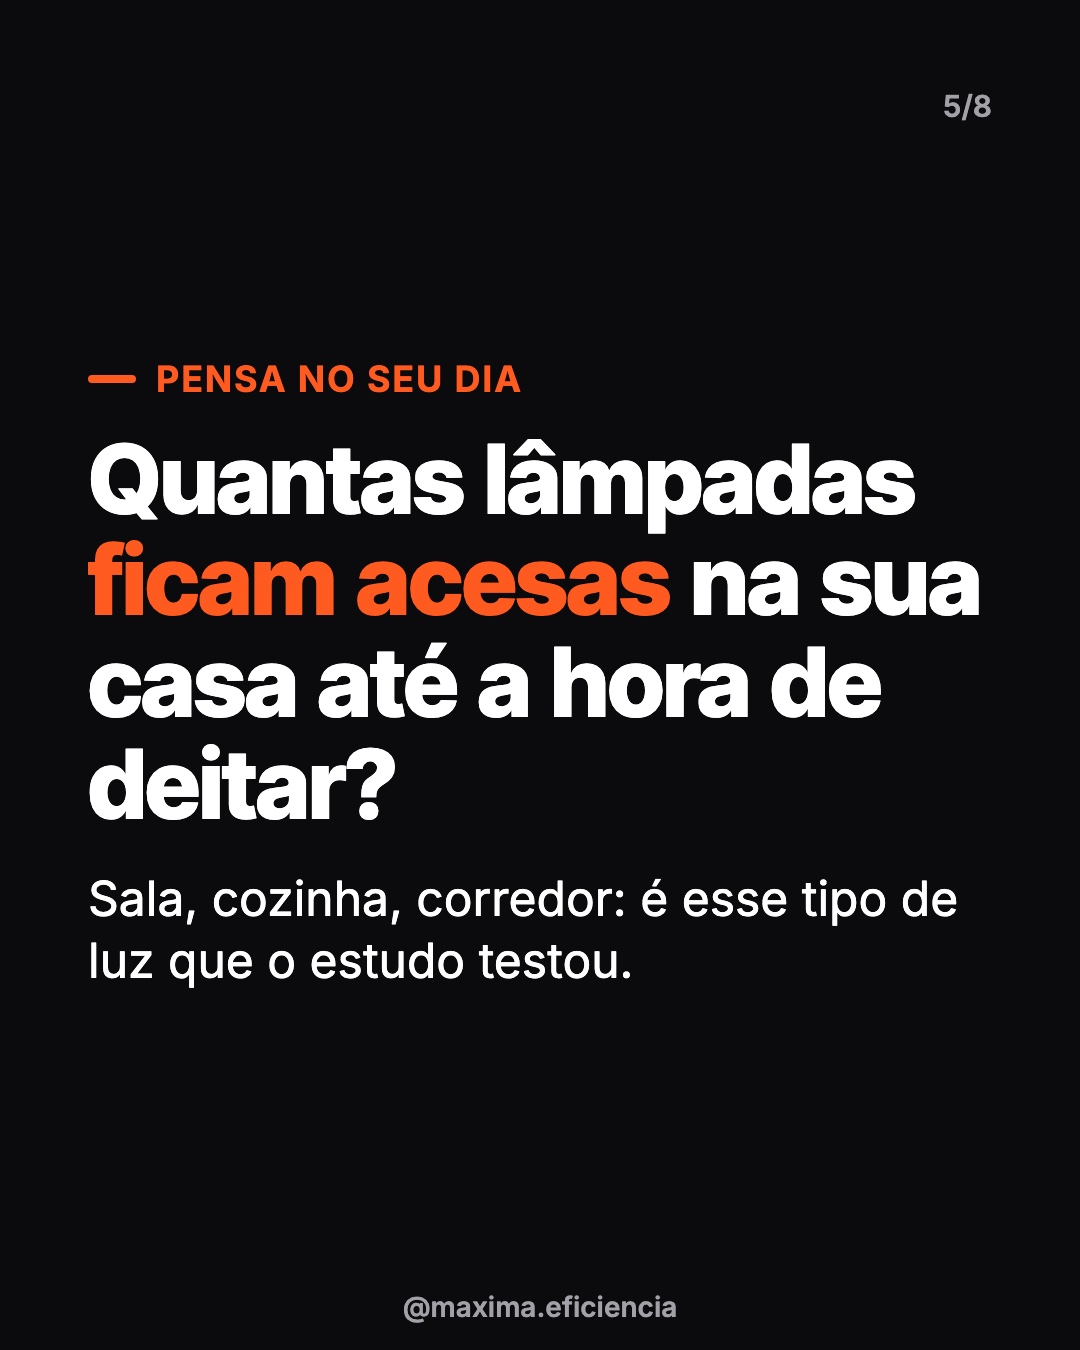 5/8
PENSA NO SEU DIA
Quantas lâmpadas
ficam acesas na sua
casa até a hora de
deitar?
Sala, cozinha, corredor: é esse tipo de
luz que o estudo testou.
@maxima.eficiencia